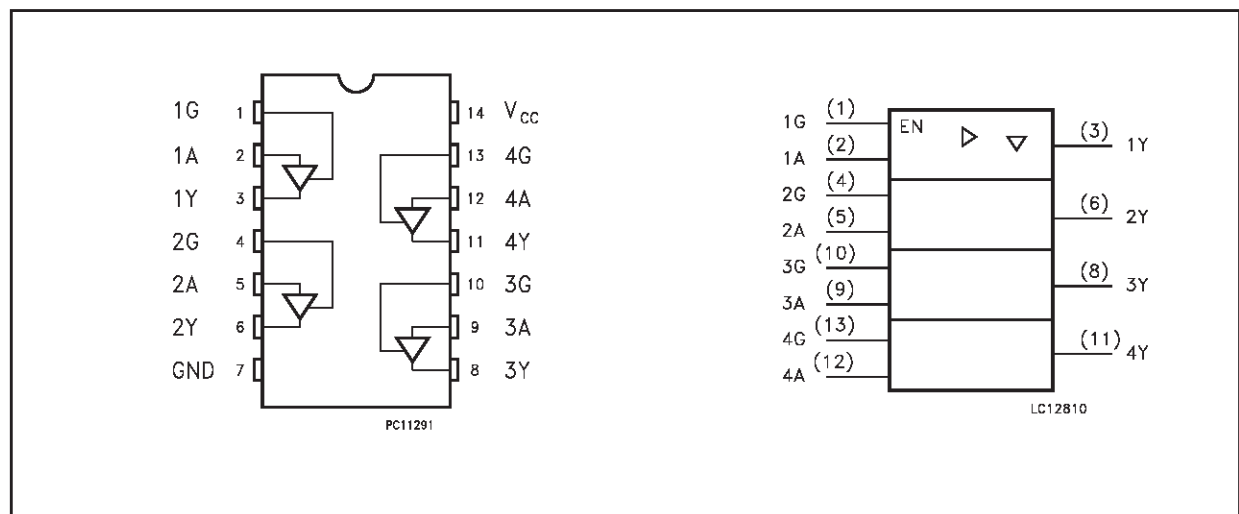 1G 1 14 VCC
1A 2 13 4G
1Y 3 12 4A
2G 4 11 4Y
2A 5 10 3G
2Y 6 9 3A
GND 7 8 3Y
PC11291
1G (1) EN (3) 1Y
1A (2)
2G (4) (6) 2Y
2A (5)
3G (10) (8) 3Y
3A (9)
4G (13) (11) 4Y
4A (12)
LC12810